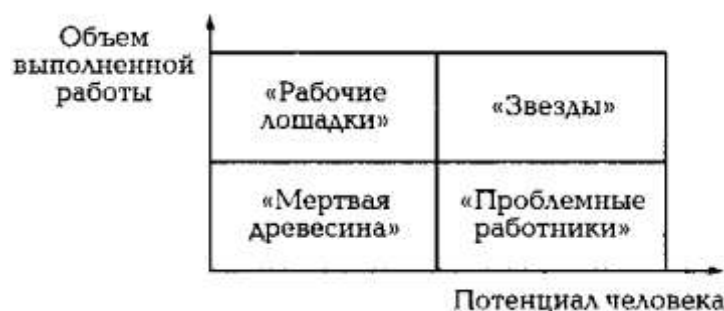 Объем
выполненной
работы
«Рабочие
лошадки»
«Звезды»
«Мертвая
древесина»
«Проблемные
работники»
Потенциал человека